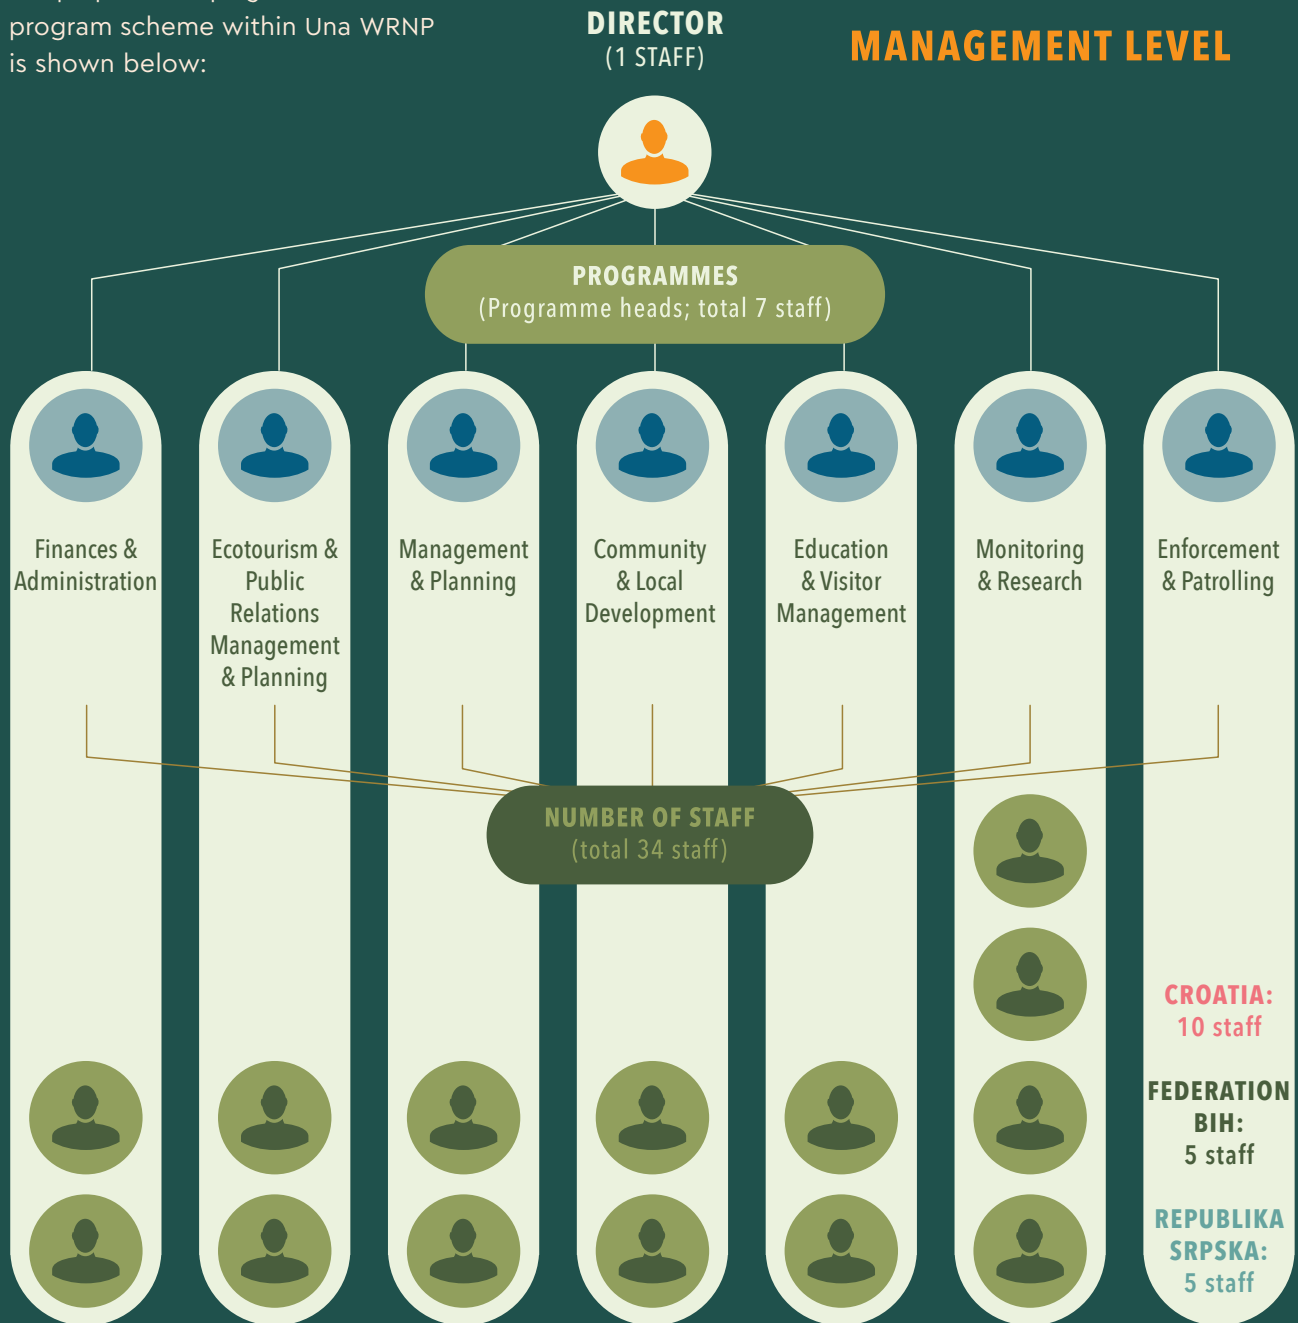 program scheme within Una WRNP
is shown below:
DIRECTOR
(1 STAFF)
MANAGEMENT LEVEL
PROGRAMMES
(Programme heads; total 7 staff)
Finances &
Administration
Ecotourism &
Public
Relations
Management
& Planning
Management
& Planning
Community
& Local
Development
Education
& Visitor
Management
Monitoring
& Research
Enforcement
& Patrolling
NUMBER OF STAFF
(total 34 staff)
CROATIA:
10 staff
FEDERATION
BIH:
5 staff
REPUBLIKA
SRPSKA:
5 staff